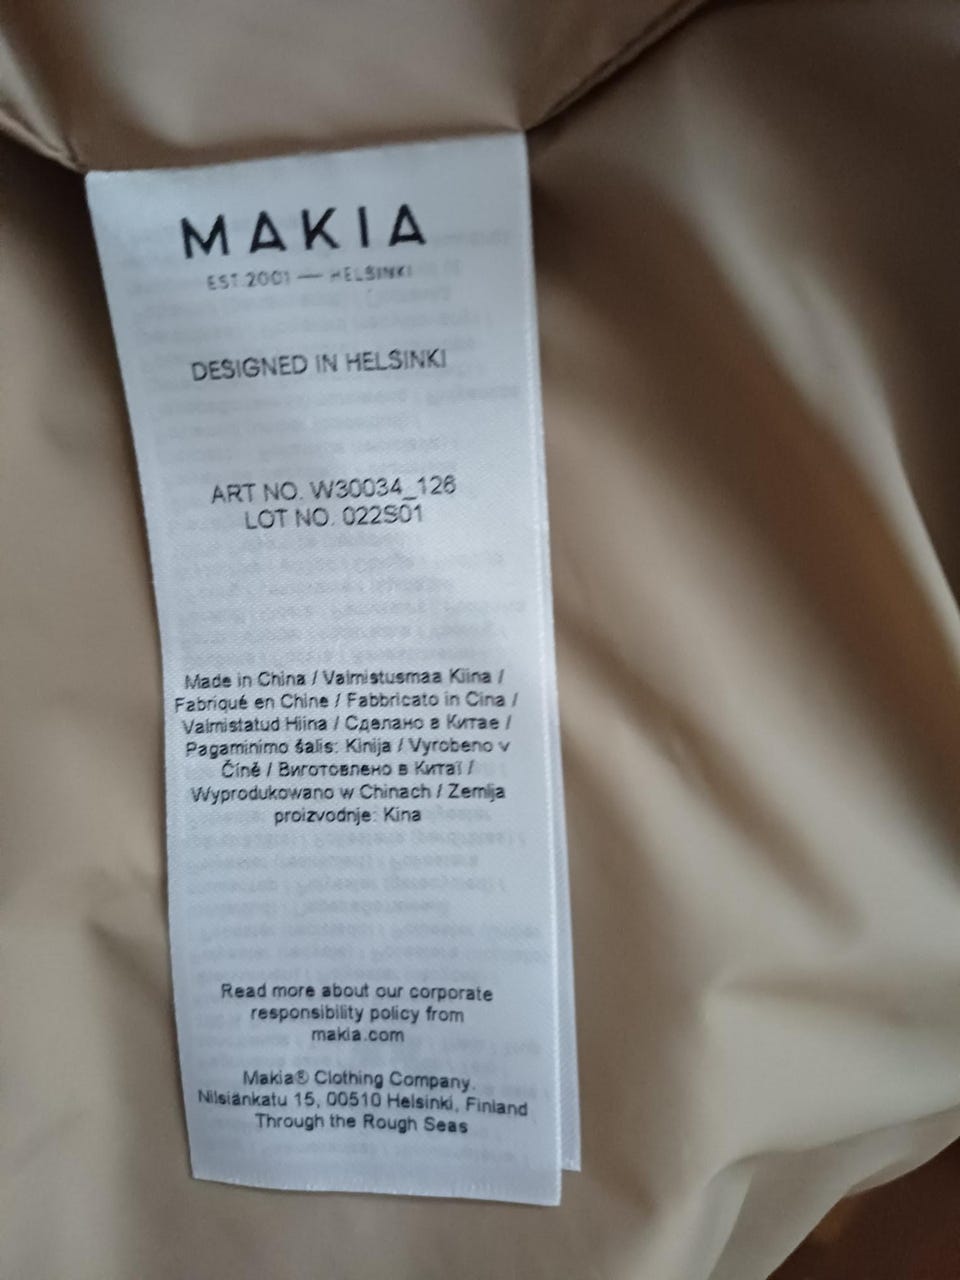 MAKIA
EST.2001 — HELSINKI
DESIGNED IN HELSINKI
ART NO. W30034_126
LOT NO. 022S01
Made in China / Valmistusmaa Kiina /
Fabriqué en Chine / Fabbricato in Cina /
Valmistatud Hiina / Сделано в Китае /
Pagaminimo šalis: Kinija / Vyrobeno v
Číně / Виготовлено в Китаї /
Wyprodukowano w Chinach / Zemlja
proizvodnje: Kina
Read more about our corporate
responsibility policy from
makia.com
Makia® Clothing Company,
Nilsiänkatu 15, 00510 Helsinki, Finland
Through the Rough Seas